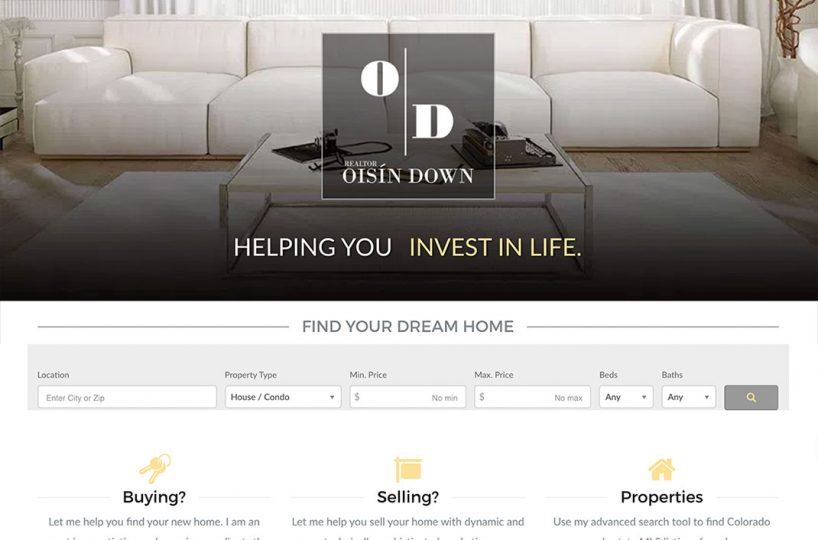 O D
REALTOR
OISÍN DOWN
HELPING YOU INVEST IN LIFE.
FIND YOUR DREAM HOME
Location Property Type Min. Price Max. Price Beds Baths
Enter City or Zip House / Condo $ No min $ No max Any Any
Buying? Selling? Properties
Let me help you find your new home. I am an Let me help you sell your home with dynamic and Use my advanced search tool to find Colorado